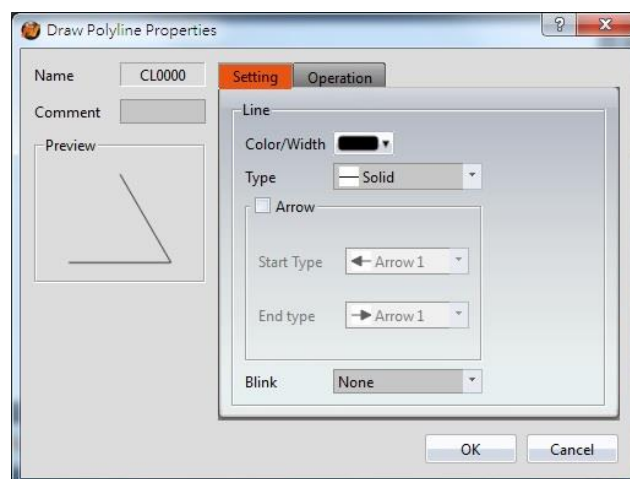 Draw Polyline Properties
?
Name CL0000
Comment
Preview
Setting Operation
Line
Color/Width
Type Solid
Arrow
Start Type Arrow 1
End type Arrow 1
Blink None
OK Cancel